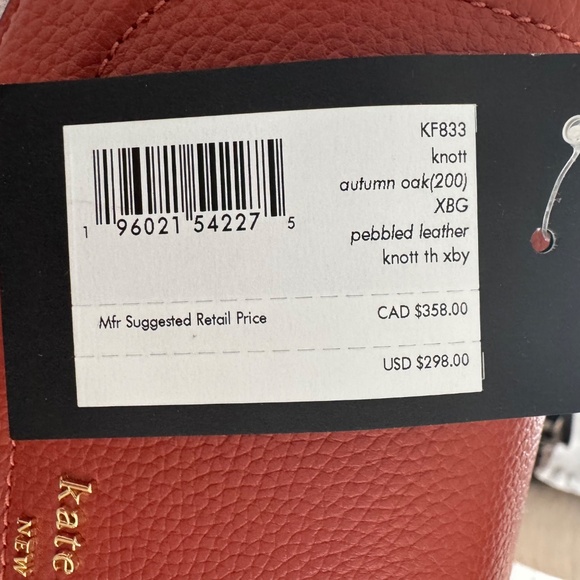 KF833
knott
autumn oak(200)
XBG
pebbled leather
knott th xby
1 96021 54227 5
Mfr Suggested Retail Price
CAD $358.00
USD $298.00
kate
NEW